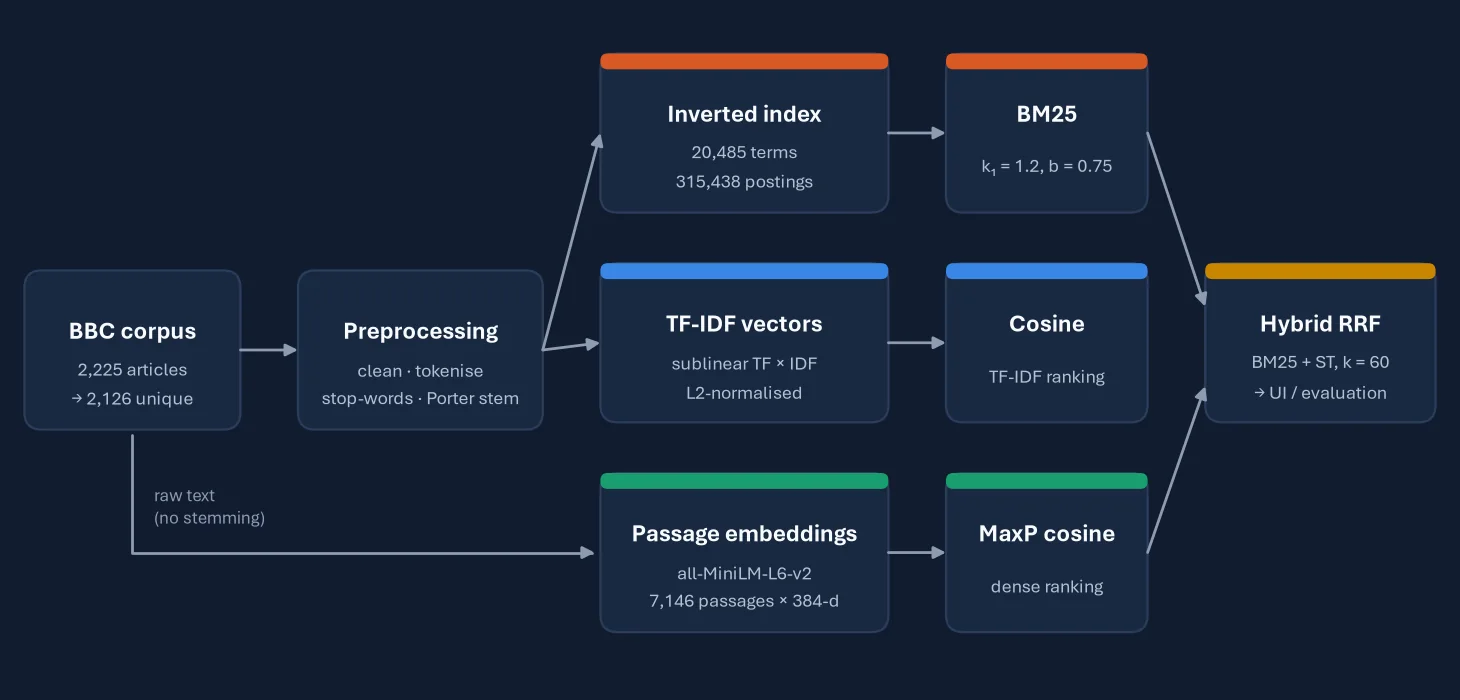 BBC corpus
2,225 articles
→ 2,126 unique
raw text
(no stemming)
Preprocessing
clean · tokenise
stop-words · Porter stem
Inverted index
20,485 terms
315,438 postings
BM25
k₁ = 1.2, b = 0.75
TF-IDF vectors
sublinear TF × IDF
L2-normalised
Cosine
TF-IDF ranking
Passage embeddings
all-MiniLM-L6-v2
7,146 passages × 384-d
MaxP cosine
dense ranking
Hybrid RRF
BM25 + ST, k = 60
→ UI / evaluation